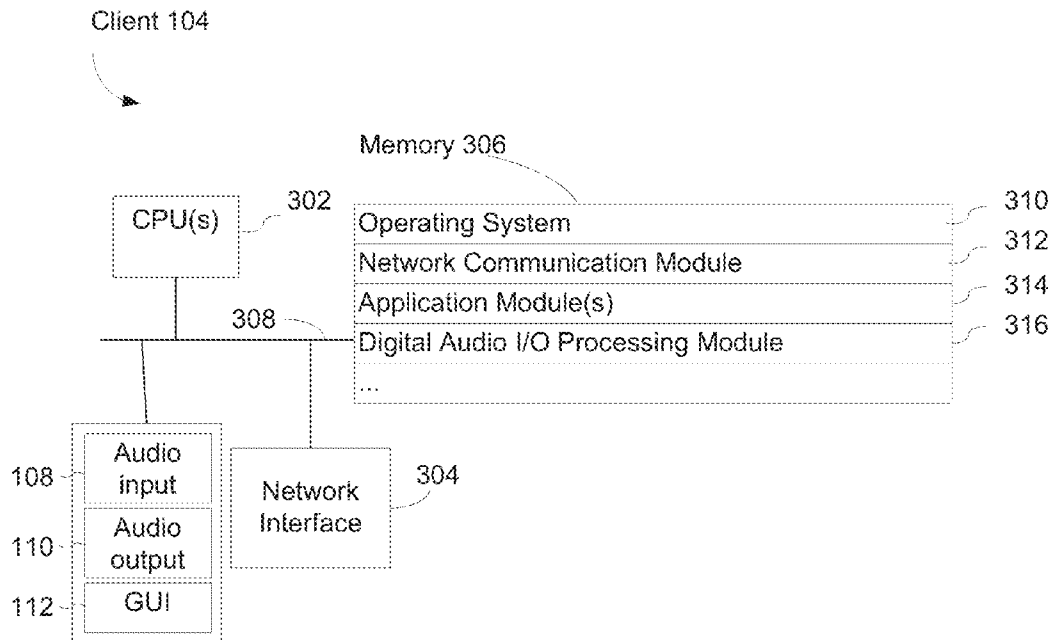 Client 104
Memory 306
CPU(s)
302
Operating System
310
Network Communication Module
312
Application Module(s)
314
308
Digital Audio I/O Processing Module
316
...
Audio
input
108
Audio
output
110
GUI
112
Network
Interface
304